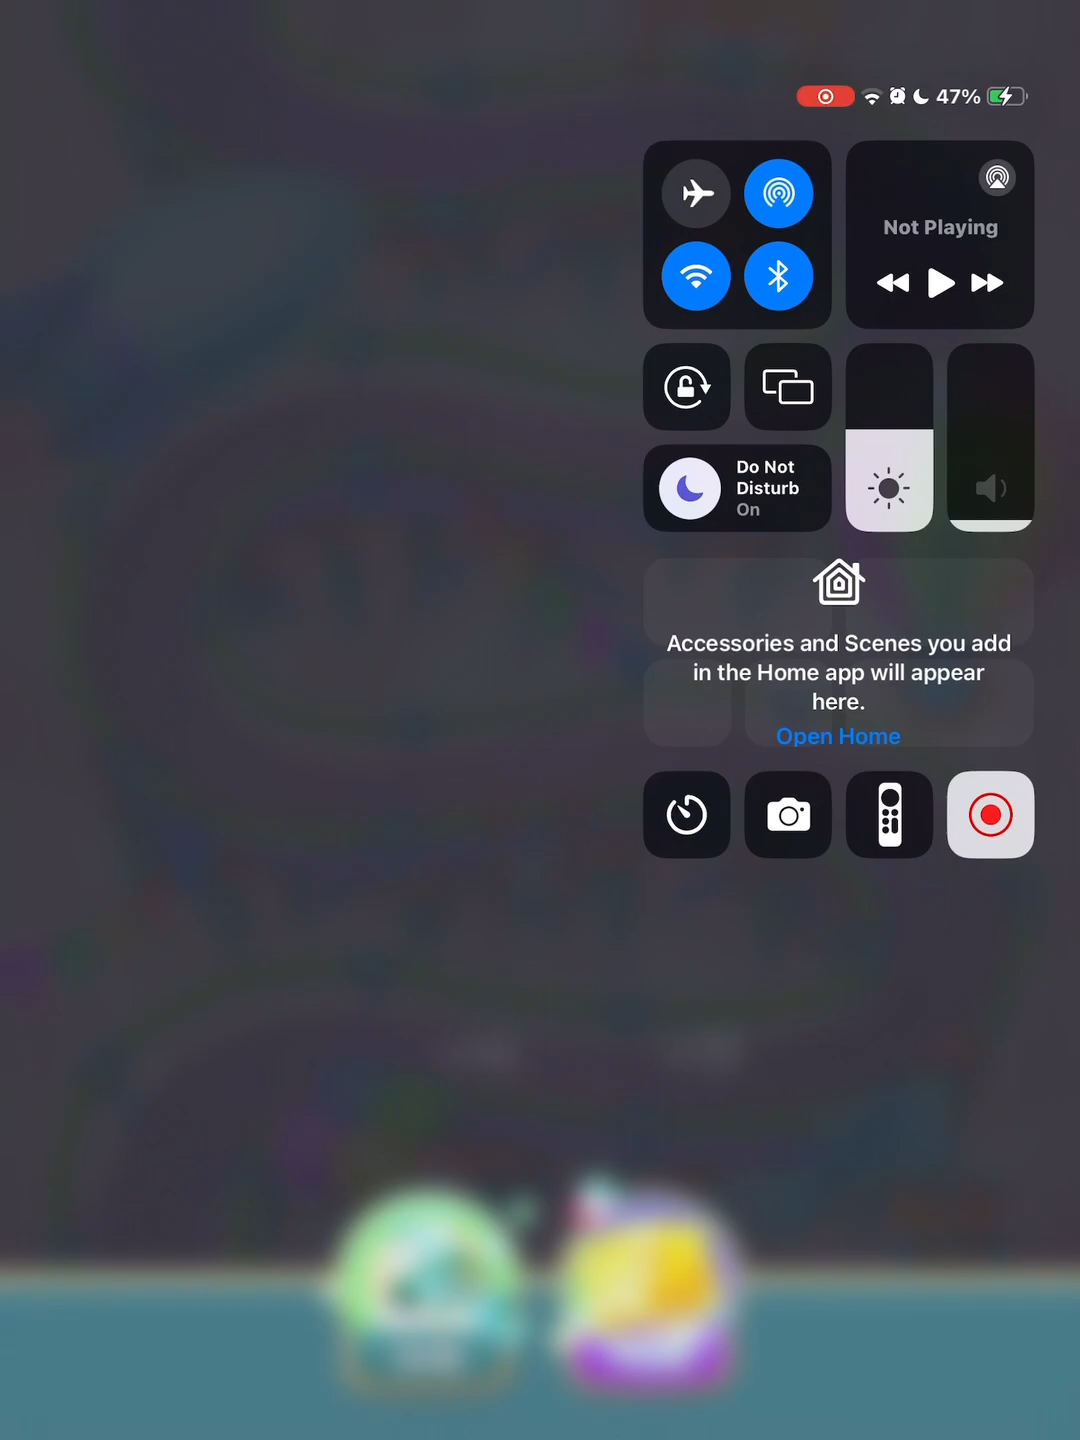 47%
Not Playing
Do Not
Disturb
On
Accessories and Scenes you add
in the Home app will appear
here.
Open Home